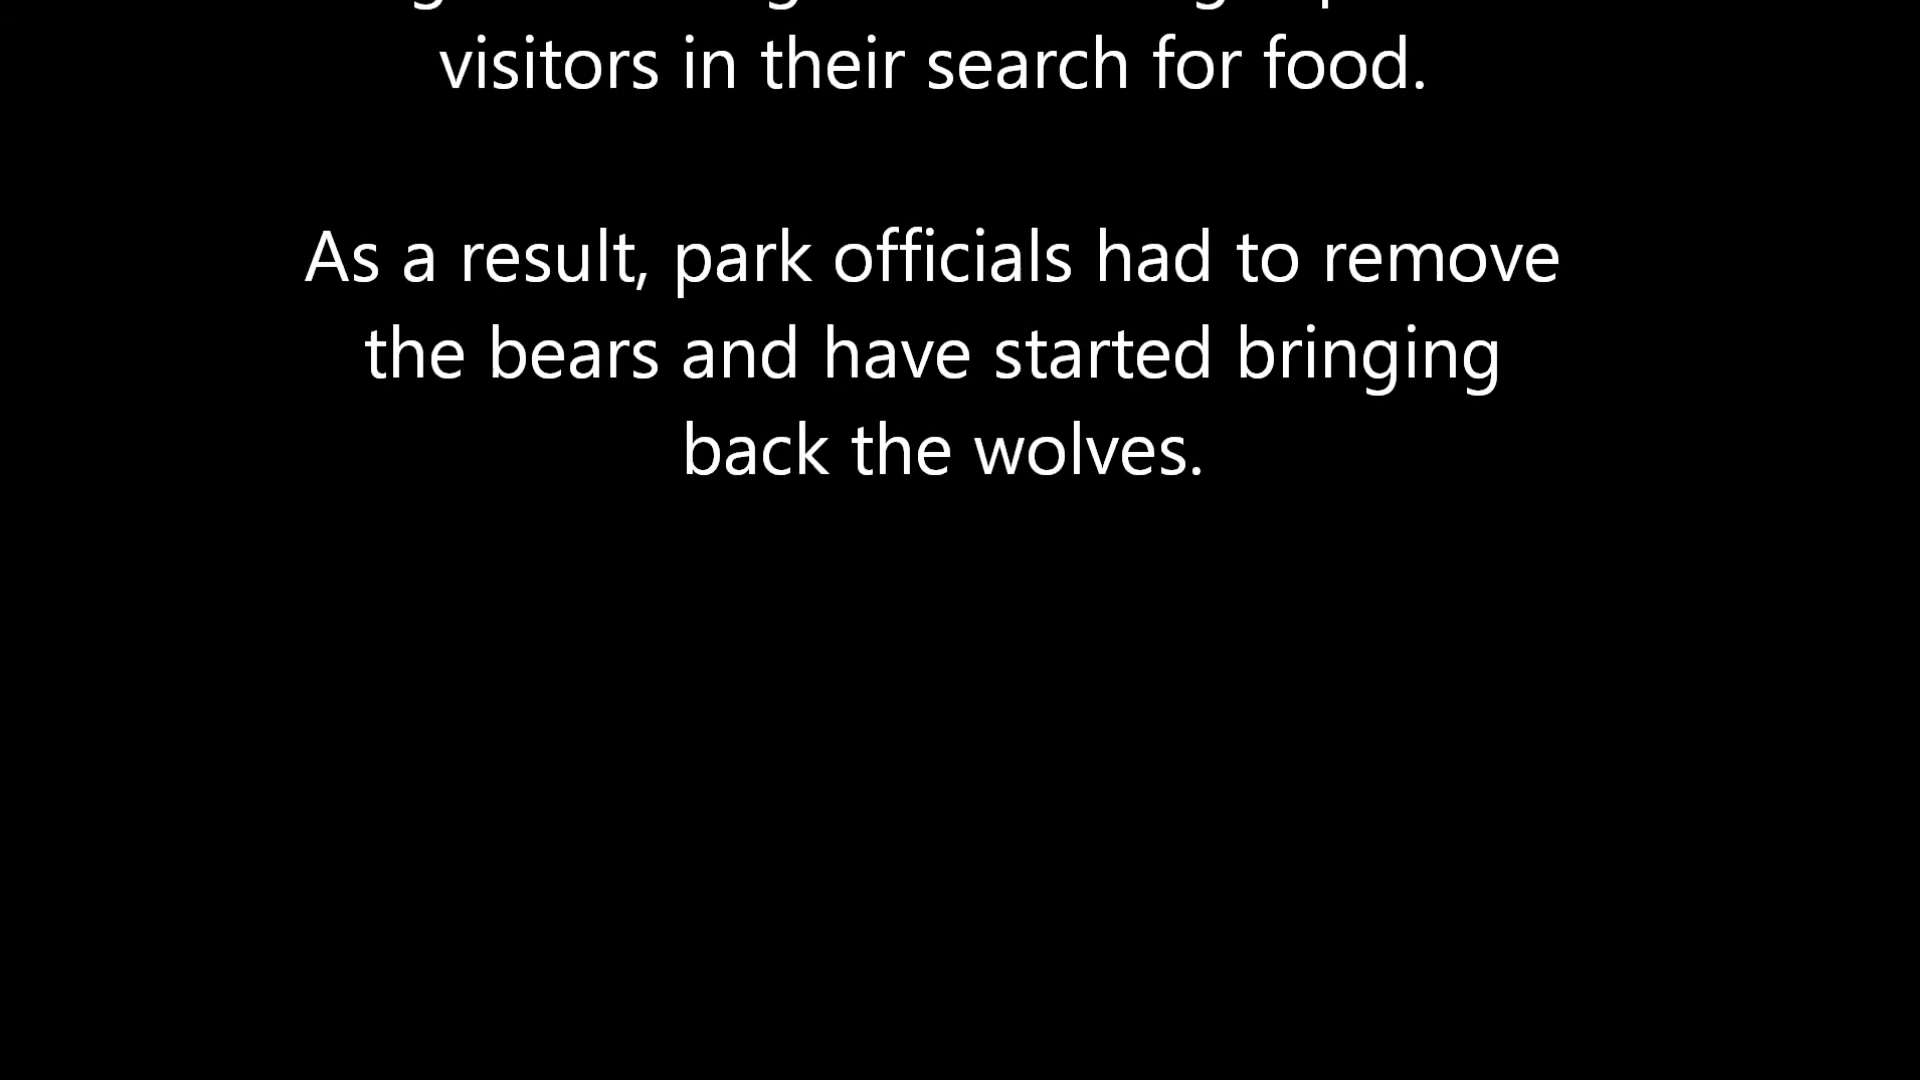 visitors in their search for food.
As a result, park officials had to remove
the bears and have started bringing
back the wolves.